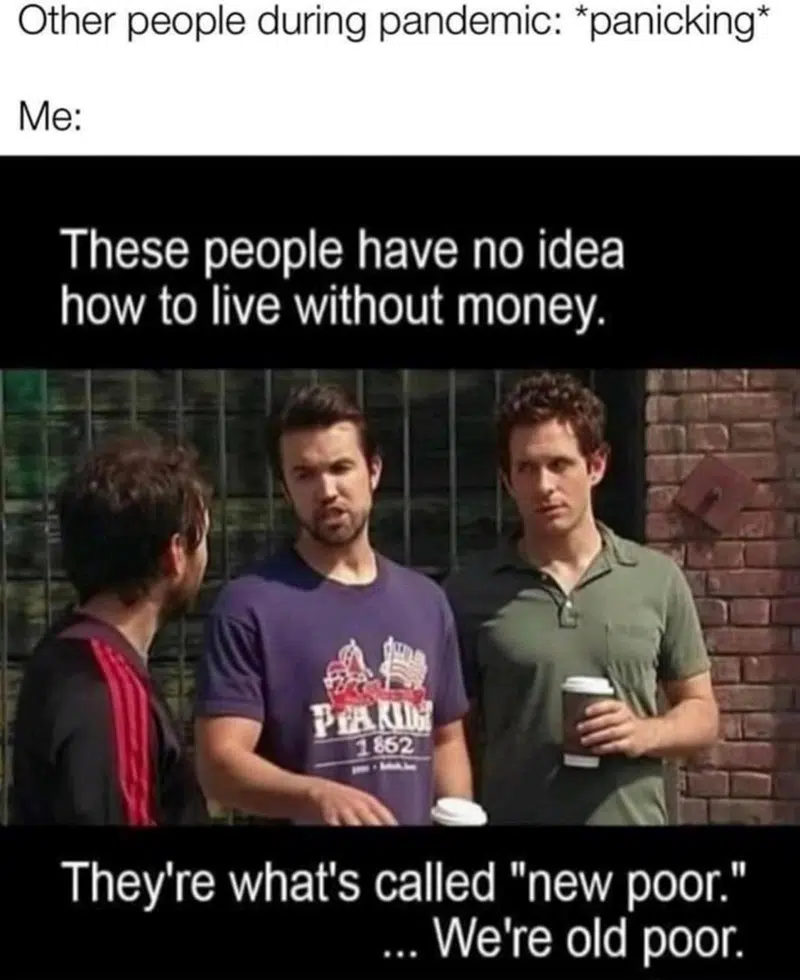 Other people during pandemic: *panicking*
Me:
These people have no idea
how to live without money.
1862
They're what's called "new poor."
... We're old poor.